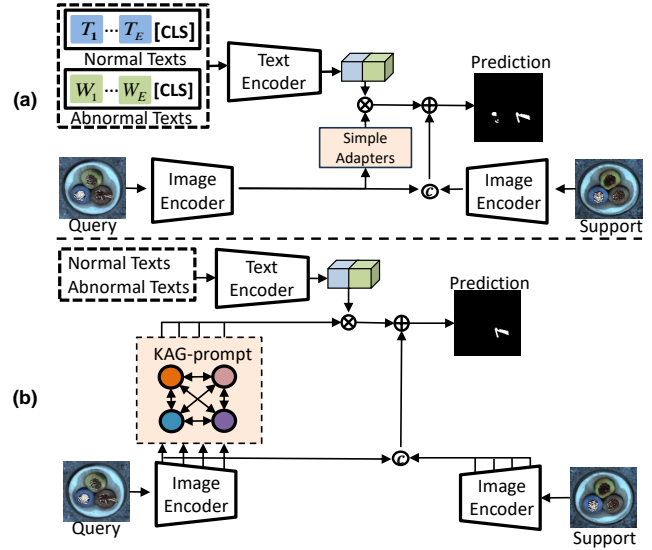 T1 ... TE [CLS]
Normal Texts
W1 ... WE [CLS]
Abnormal Texts
Text
Encoder
Prediction
(a)
Simple
Adapters
Image
Encoder
C
Image
Encoder
Query
Support
Normal Texts
Abnormal Texts
Text
Encoder
Prediction
KAG-prompt
(b)
C
Image
Encoder
Image
Encoder
Query
Support